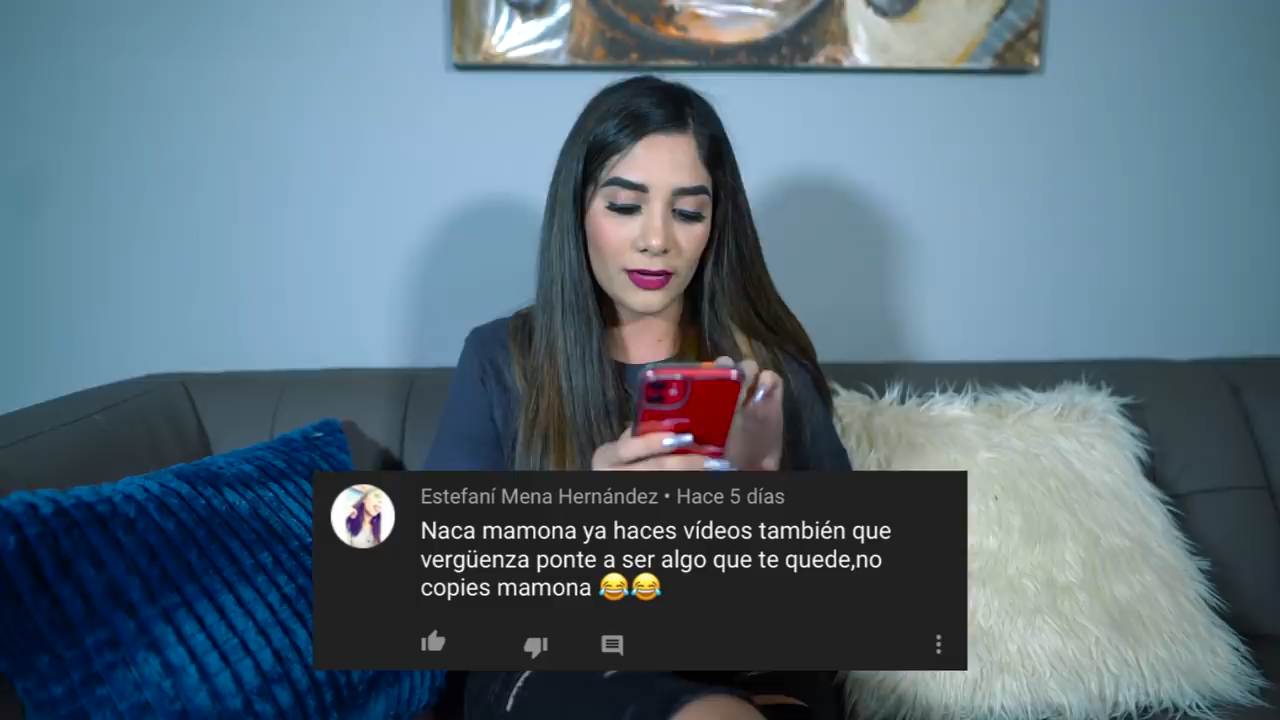 Estefaní Mena Hernández • Hace 5 días
Naca mamona ya haces vídeos también que
vergüenza ponte a ser algo que te quede,no
copies mamona 😂😂